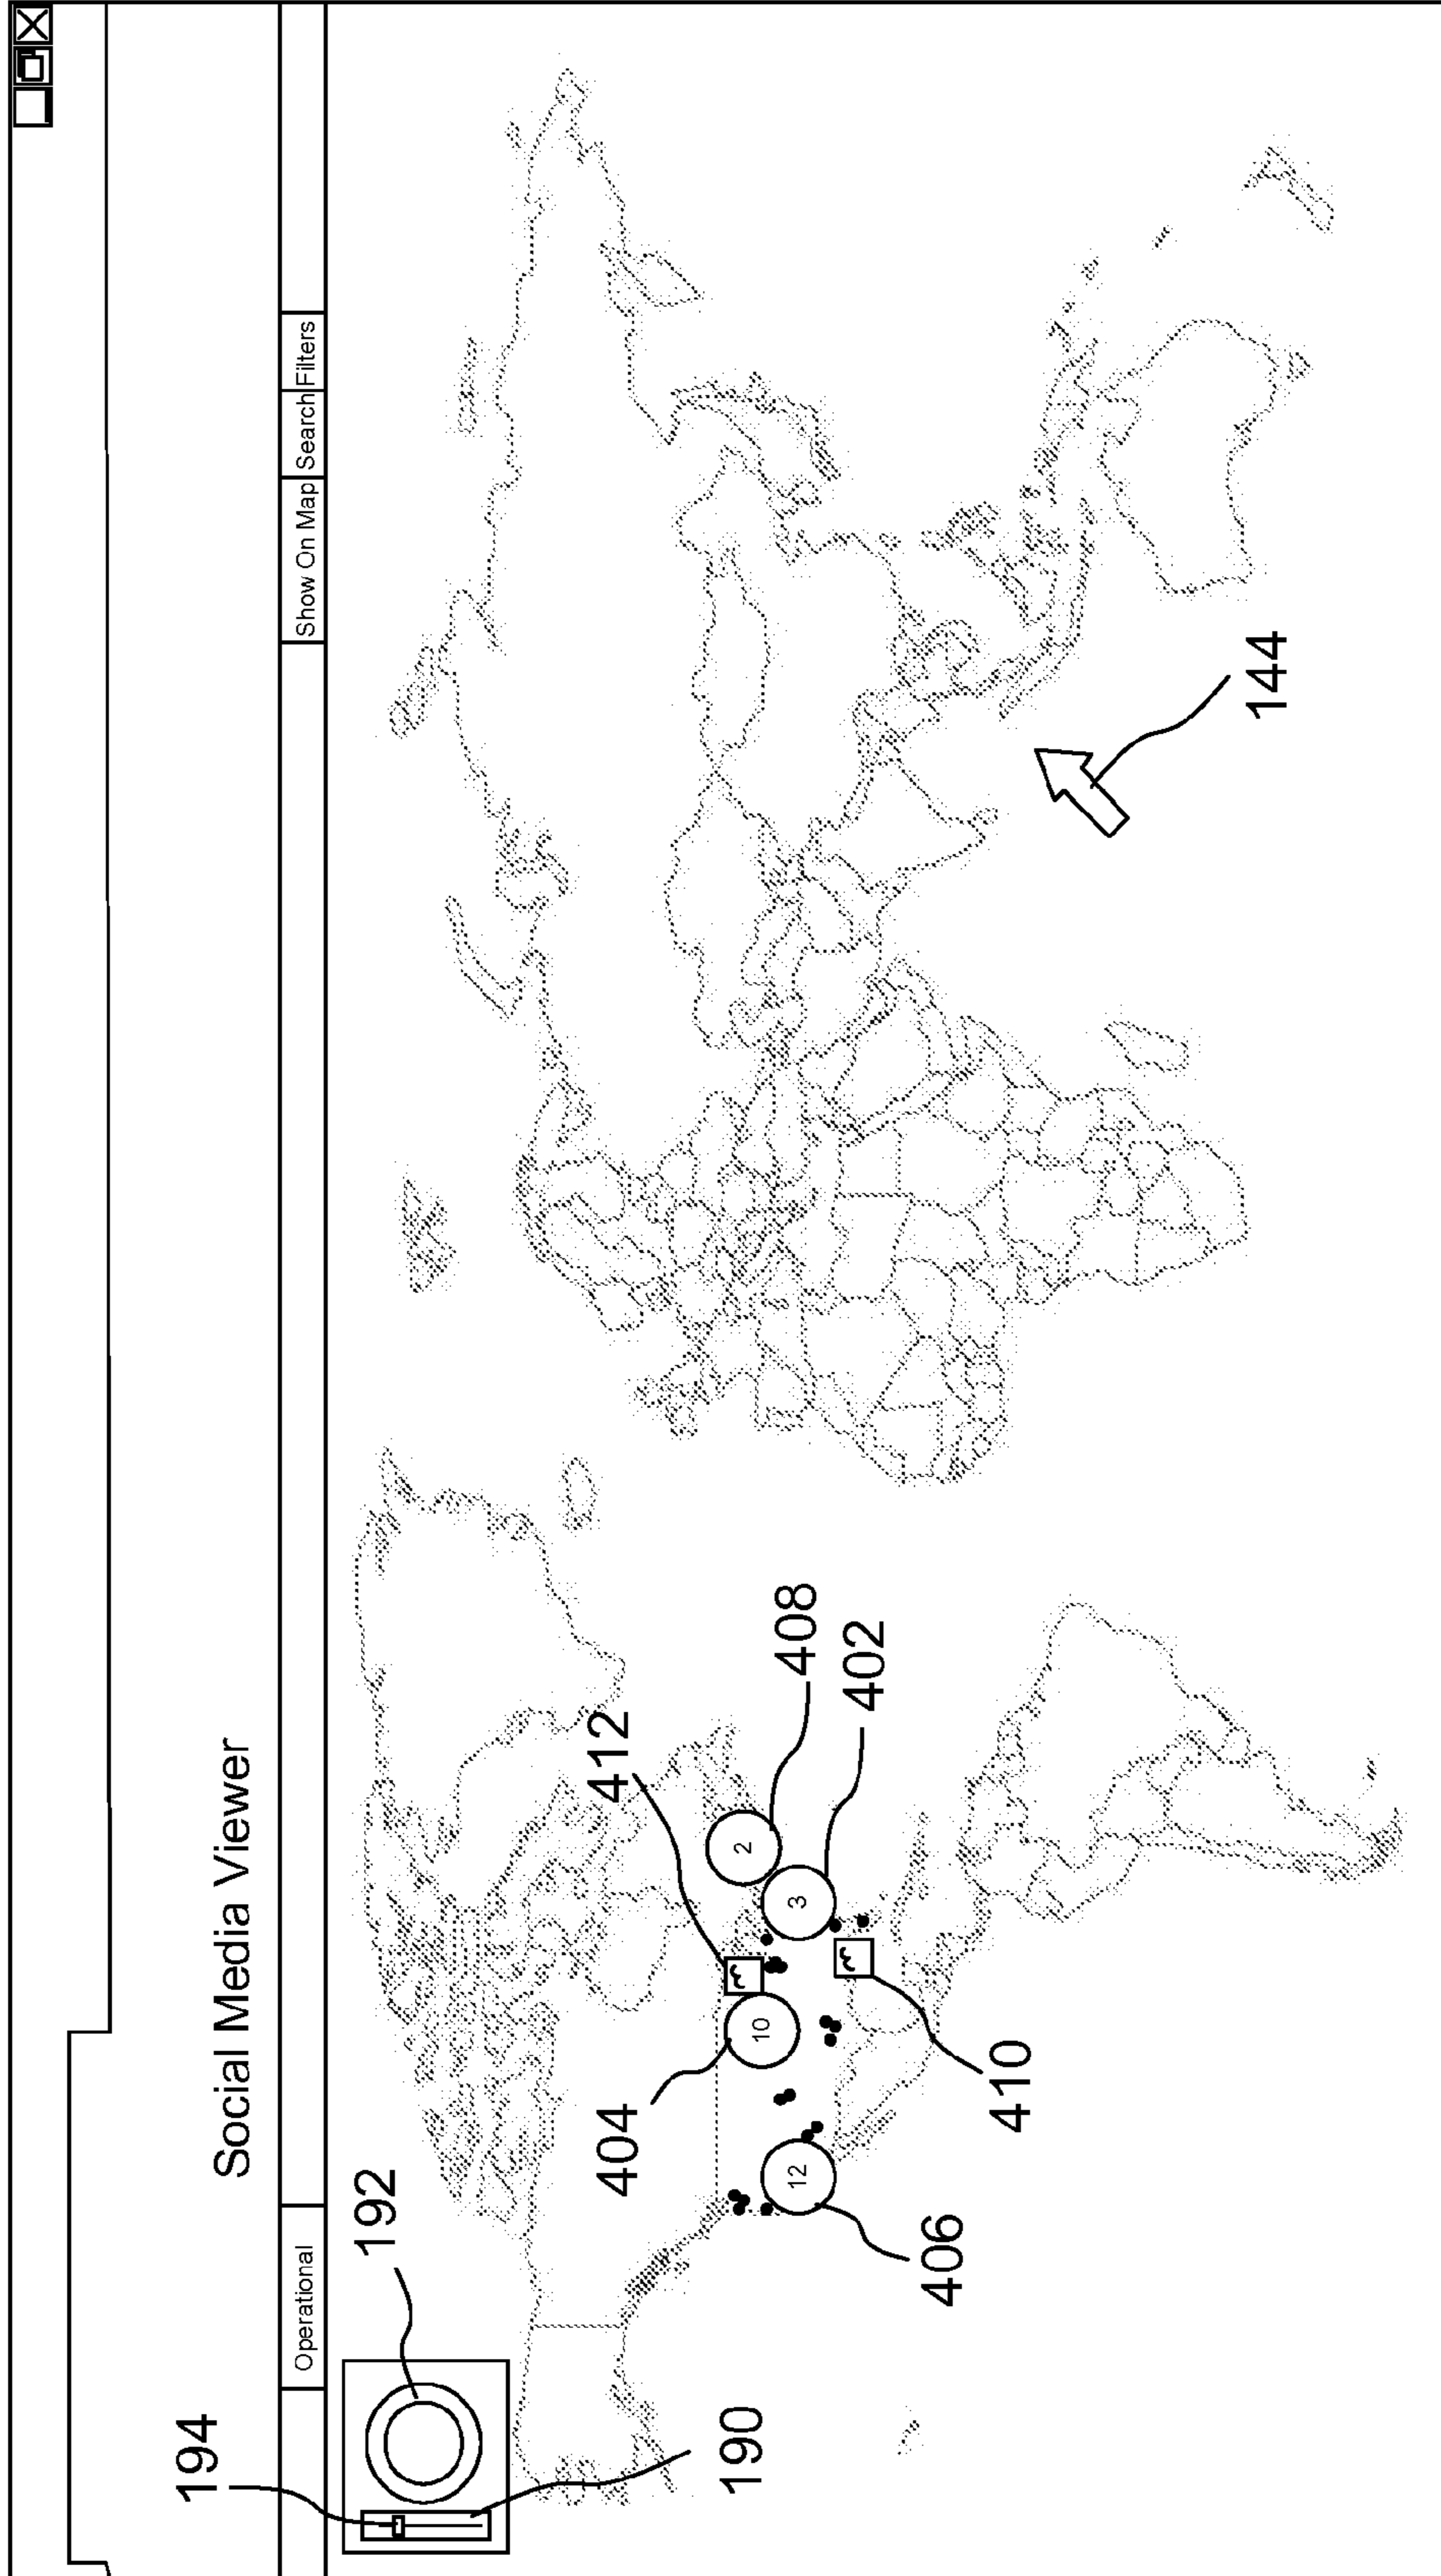 Social Media Viewer
Operational
Show On Map
Search
Filters
194
192
190
412
408
402
2
3
10
404
12
406
410
144